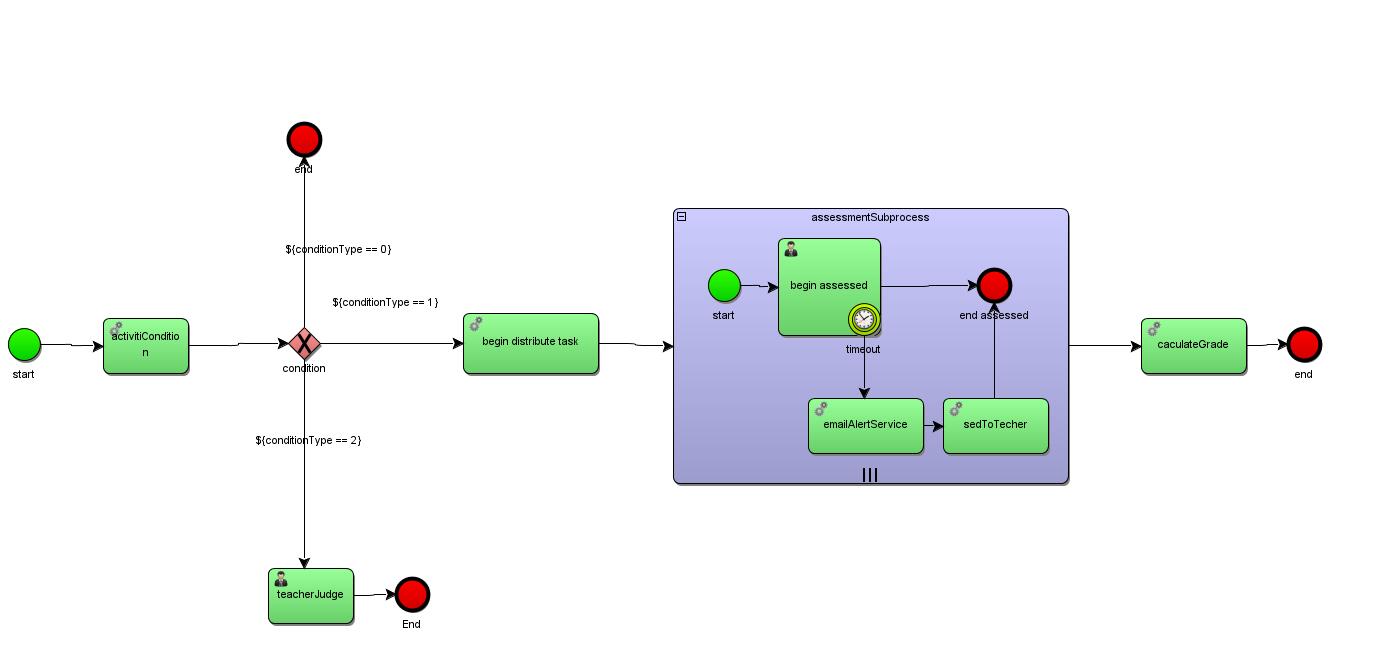 end
${conditionType == 0}
${conditionType == 1}
start
activitiConditio
n
condition
begin distribute task
assessmentSubprocess
start
begin assessed
timeout
end assessed
emailAlertService
sedToTecher
caculateGrade
end
${conditionType == 2}
teacherJudge
End